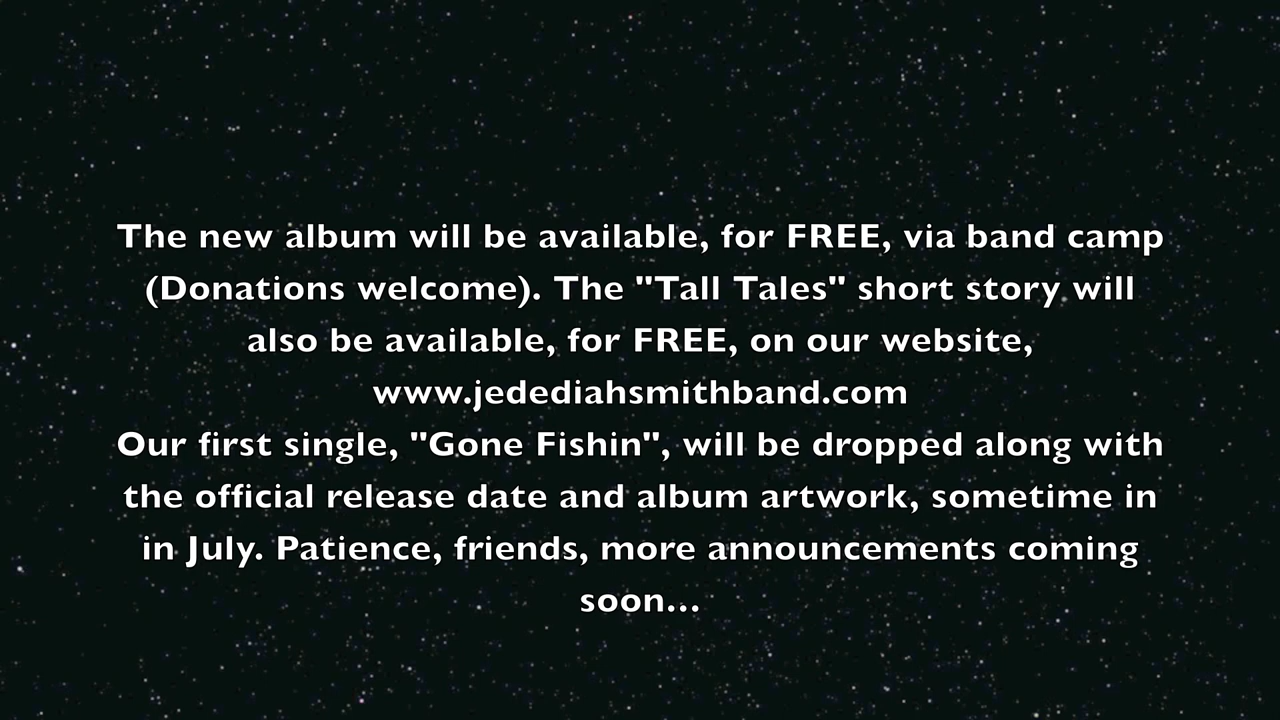 The new album will be available, for FREE, via band camp
(Donations welcome). The "Tall Tales" short story will
also be available, for FREE, on our website,
www.jedediahsmithband.com
Our first single, "Gone Fishin", will be dropped along with
the official release date and album artwork, sometime in
in July. Patience, friends, more announcements coming
soon...